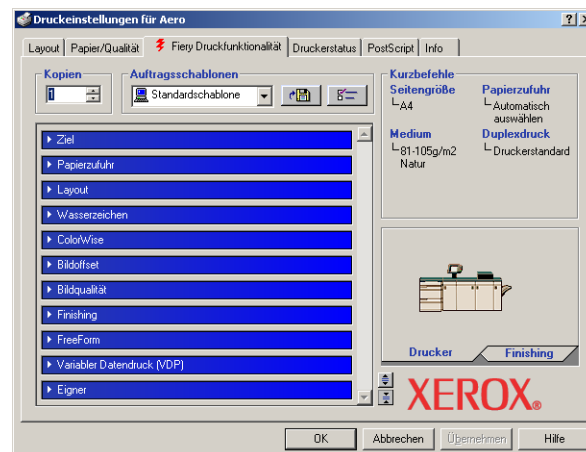 Druckeinstellungen für Aero
Layout Papier/Qualität Fiery Druckfunktionalität Druckerstatus PostScript Info
Kopien
1
Auftragsschablonen
Standardschablone
Ziel
Papierzufuhr
Layout
Wasserzeichen
ColorWise
Bildoffset
Bildqualität
Finishing
FreeForm
Variabler Datendruck (VDP)
Eigner
Kurzbefehle
Seitengröße
A4
Papierzufuhr
Automatisch
auswählen
Medium
81-105g/m2
Natur
Duplexdruck
Druckerstandard
Drucker Finishing
XEROX®
OK Abbrechen Übernehmen Hilfe